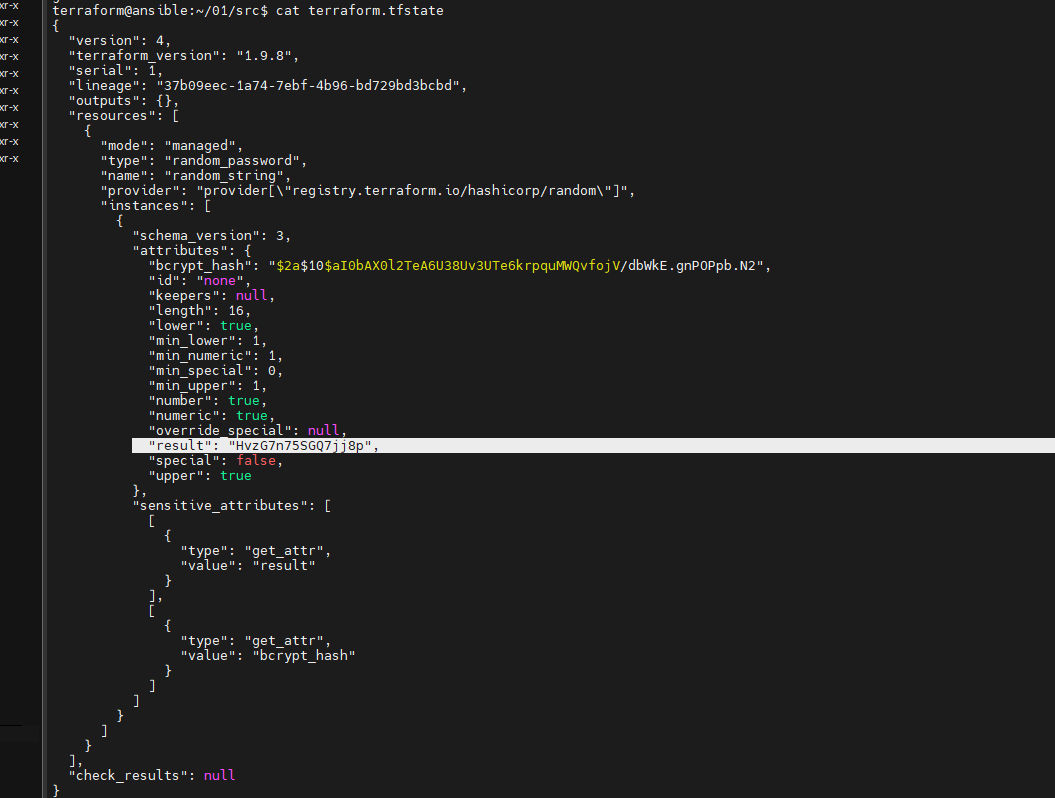 xr-x
xr-x
xr-x
xr-x
xr-x
xr-x
xr-x
xr-x
xr-x
xr-x
terraform@ansible:~/01/src$ cat terraform.tfstate
{
  "version": 4,
  "terraform_version": "1.9.8",
  "serial": 1,
  "lineage": "37b09eec-1a74-7ebf-4b96-bd729bd3bcbd",
  "outputs": {},
  "resources": [
    {
      "mode": "managed",
      "type": "random_password",
      "name": "random_string",
      "provider": "provider[\"registry.terraform.io/hashicorp/random\"]",
      "instances": [
        {
          "schema_version": 3,
          "attributes": {
            "bcrypt_hash": "$2a$10$aI0bAX0l2TeA6U38Uv3UTe6krpquMWQvfojV/dbWkE.gnPOPpb.N2",
            "id": "none",
            "keepers": null,
            "length": 16,
            "lower": true,
            "min_lower": 1,
            "min_numeric": 1,
            "min_special": 0,
            "min_upper": 1,
            "number": true,
            "numeric": true,
            "override_special": null,
            "result": "HvzG7n75SGQ7jj8p",
            "special": false,
            "upper": true
          },
          "sensitive_attributes": [
            [
              {
                "type": "get_attr",
                "value": "result"
              }
            ],
            [
              {
                "type": "get_attr",
                "value": "bcrypt_hash"
              }
            ]
          ]
        }
      ]
    }
  ],
  "check_results": null
}